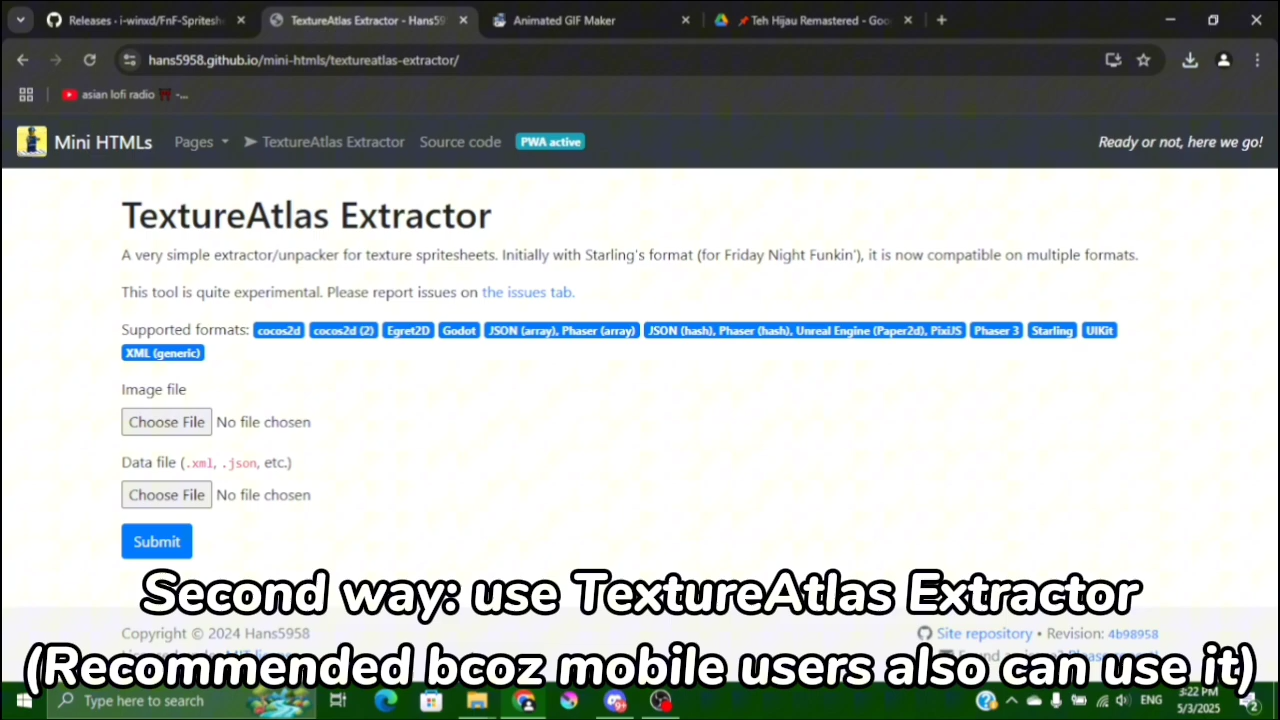 Releases · i-winxd/FnF-Spritesh
TextureAtlas Extractor - Hans59
Animated GIF Maker
📌Teh Hijau Remastered - Goo
hans5958.github.io/mini-htmls/textureatlas-extractor/
asian lofi radio ⛩️ -...
Mini HTMLs Pages ➤ TextureAtlas Extractor Source code PWA active Ready or not, here we go!
TextureAtlas Extractor
A very simple extractor/unpacker for texture spritesheets. Initially with Starling's format (for Friday Night Funkin'), it is now compatible on multiple formats.
This tool is quite experimental. Please report issues on the issues tab.
Supported formats: cocos2d cocos2d (2) Egret2D Godot JSON (array), Phaser (array) JSON (hash), Phaser (hash), Unreal Engine (Paper2d), PixiJS Phaser 3 Starling UIKit
XML (generic)
Image file
Choose File No file chosen
Data file (.xml, .json, etc.)
Choose File No file chosen
Submit
Second way: use TextureAtlas Extractor
Copyright © 2024 Hans5958 Site repository • Revision: 4b98958
(Recommended bcoz mobile users also can use it)
Type here to search ENG 3:22 PM
5/3/2025 2